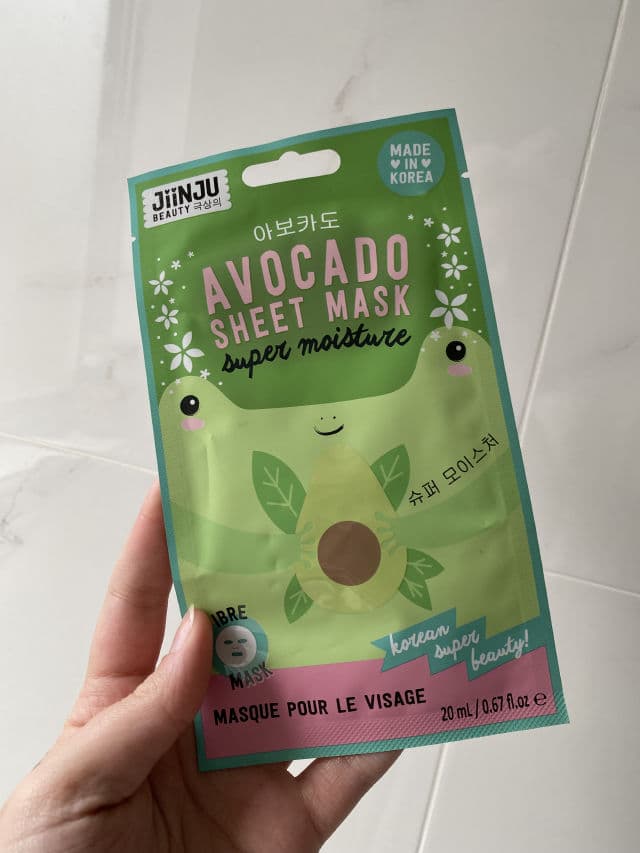 JiiNJU
BEAUTY 극상의
MADE
IN
KOREA
아보카도
AVOCADO
SHEET MASK
super moisture
슈퍼 모이스처
IBRE
MASK
korean
super
beauty!
MASQUE POUR LE VISAGE
20 mL / 0.67 fl.oz e